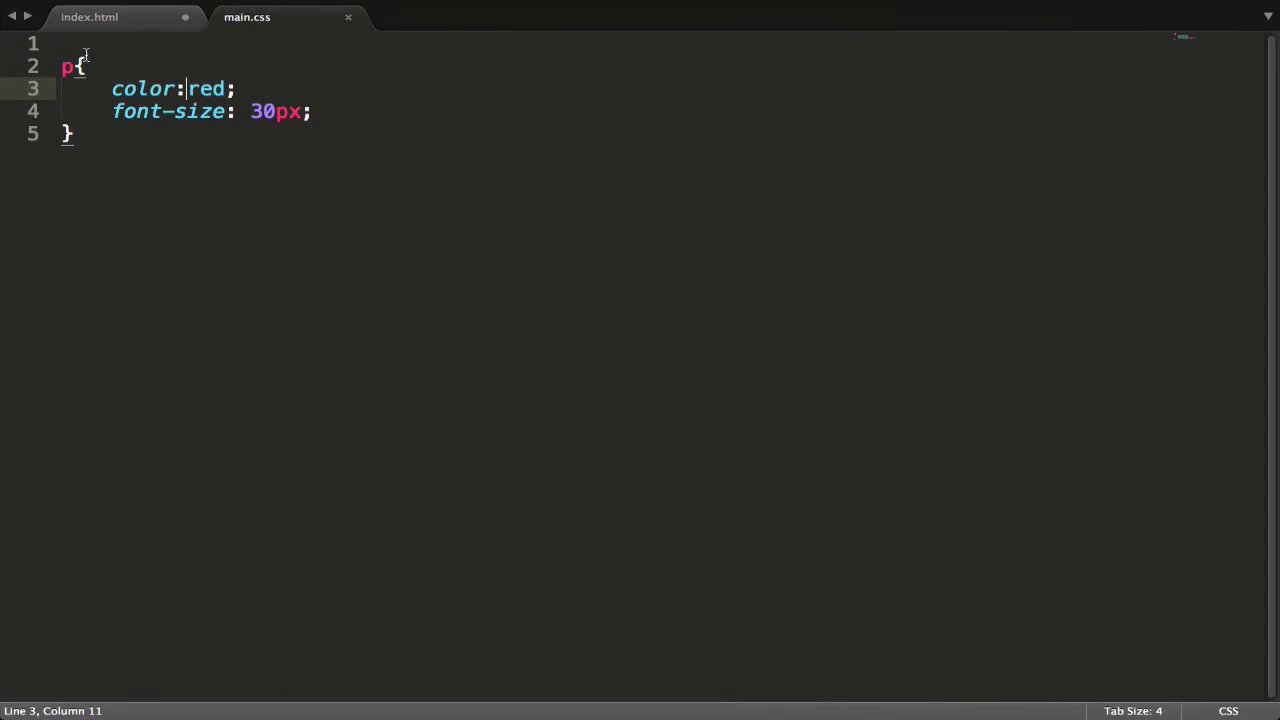 index.html
main.css
1
2 p{
3 color:red;
4 font-size: 30px;
5 }
Line 3, Column 11
Tab Size: 4
CSS